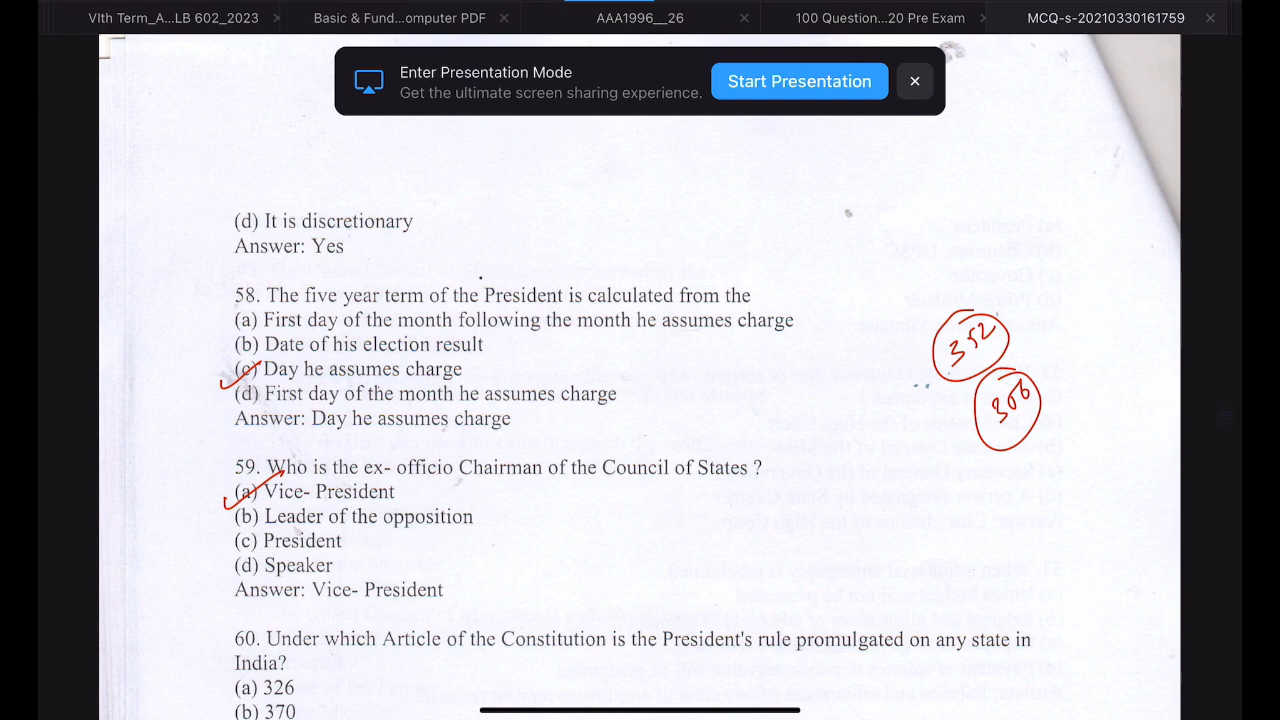 VIth Term_A...LB 602_2023
Basic & Fund...omputer PDF
AAA1996__26
100 Question...20 Pre Exam
MCQ-s-20210330161759
Enter Presentation Mode
Get the ultimate screen sharing experience.
Start Presentation
(d) It is discretionary
Answer: Yes
58. The five year term of the President is calculated from the
(a) First day of the month following the month he assumes charge
(b) Date of his election result
(c) Day he assumes charge
(d) First day of the month he assumes charge
Answer: Day he assumes charge
352
59. Who is the ex- officio Chairman of the Council of States ?
(a) Vice- President
(b) Leader of the opposition
(c) President
(d) Speaker
Answer: Vice- President
60. Under which Article of the Constitution is the President's rule promulgated on any state in
India?
(a) 326
(b) 370